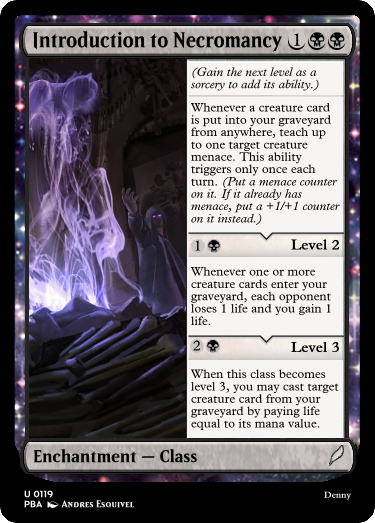 Introduction to Necromancy 1
(Gain the next level as a
sorcery to add its ability.)
Whenever a creature card
is put into your graveyard
from anywhere, teach up
to one target creature
menace. This ability
triggers only once each
turn. (Put a menace counter
on it. If it already has
menace, put a +1/+1 counter
on it instead.)
1 Level 2
Whenever one or more
creature cards enter your
graveyard, each opponent
loses 1 life and you gain 1
life.
2 Level 3
When this class becomes
level 3, you may cast target
creature card from your
graveyard by paying life
equal to its mana value.
Enchantment — Class
U 0119
PBA Andres Esquivel
Denny